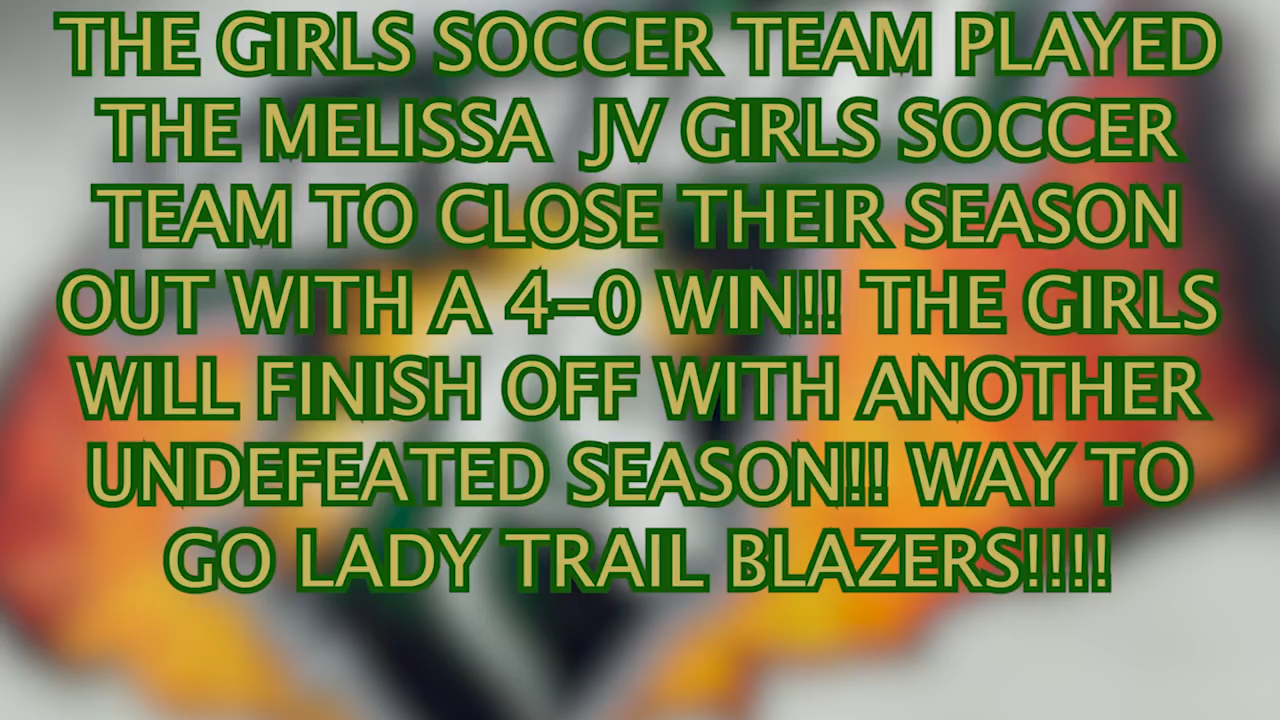 THE GIRLS SOCCER TEAM PLAYED
THE MELISSA  JV GIRLS SOCCER
TEAM TO CLOSE THEIR SEASON
OUT WITH A 4-0 WIN!! THE GIRLS
WILL FINISH OFF WITH ANOTHER
UNDEFEATED SEASON!! WAY TO
GO LADY TRAIL BLAZERS!!!!